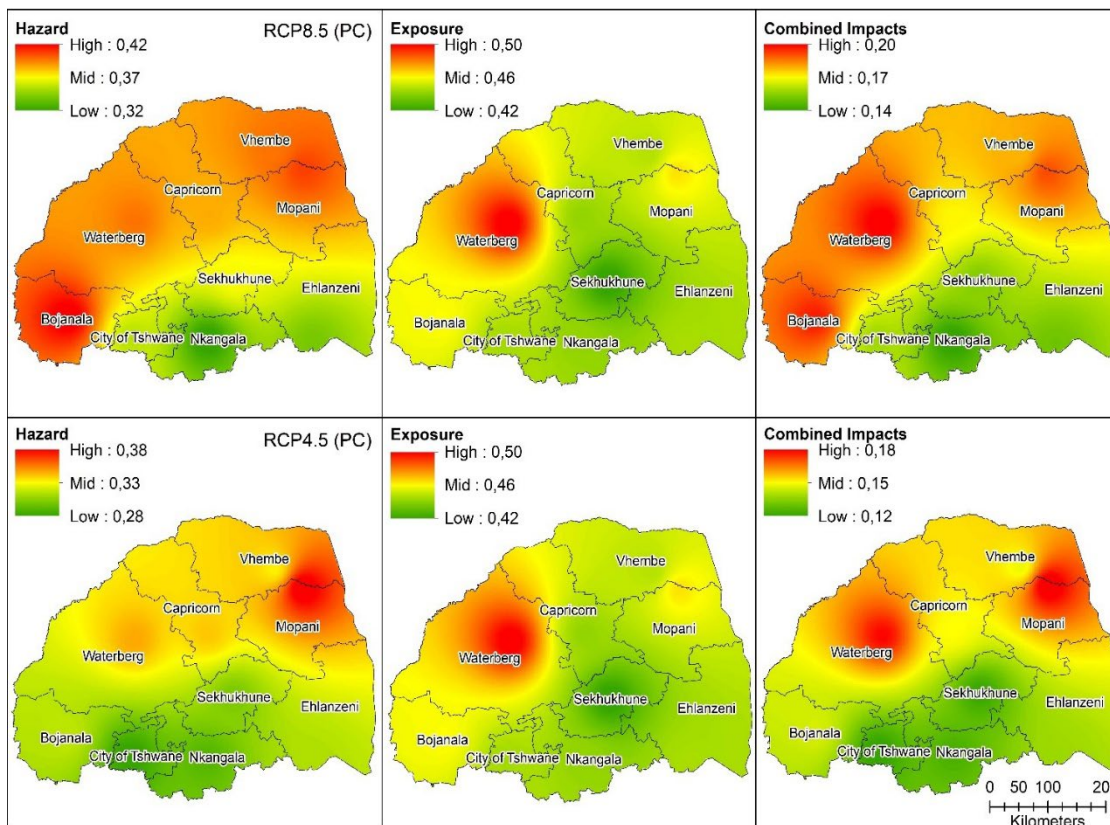 Hazard
RCP8.5 (PC)
High : 0,42
Mid : 0,37
Low : 0,32
Vhembe
Capricorn
Mopani
Waterberg
Sekhukhune
Ehlanzeni
Bojanala
City of Tshwane
Nkangala
Exposure
High : 0,50
Mid : 0,46
Low : 0,42
Vhembe
Capricorn
Mopani
Waterberg
Sekhukhune
Ehlanzeni
Bojanala
City of Tshwane
Nkangala
Combined Impacts
High : 0,20
Mid : 0,17
Low : 0,14
Vhembe
Capricorn
Mopani
Waterberg
Sekhukhune
Ehlanzeni
Bojanala
City of Tshwane
Nkangala
Hazard
RCP4.5 (PC)
High : 0,38
Mid : 0,33
Low : 0,28
Vhembe
Capricorn
Mopani
Waterberg
Sekhukhune
Ehlanzeni
Bojanala
City of Tshwane
Nkangala
Exposure
High : 0,50
Mid : 0,46
Low : 0,42
Vhembe
Capricorn
Mopani
Waterberg
Sekhukhune
Ehlanzeni
Bojanala
City of Tshwane
Nkangala
Combined Impacts
High : 0,18
Mid : 0,15
Low : 0,12
Vhembe
Capricorn
Mopani
Waterberg
Sekhukhune
Ehlanzeni
Bojanala
City of Tshwane
Nkangala
0 50 100
Kilometers